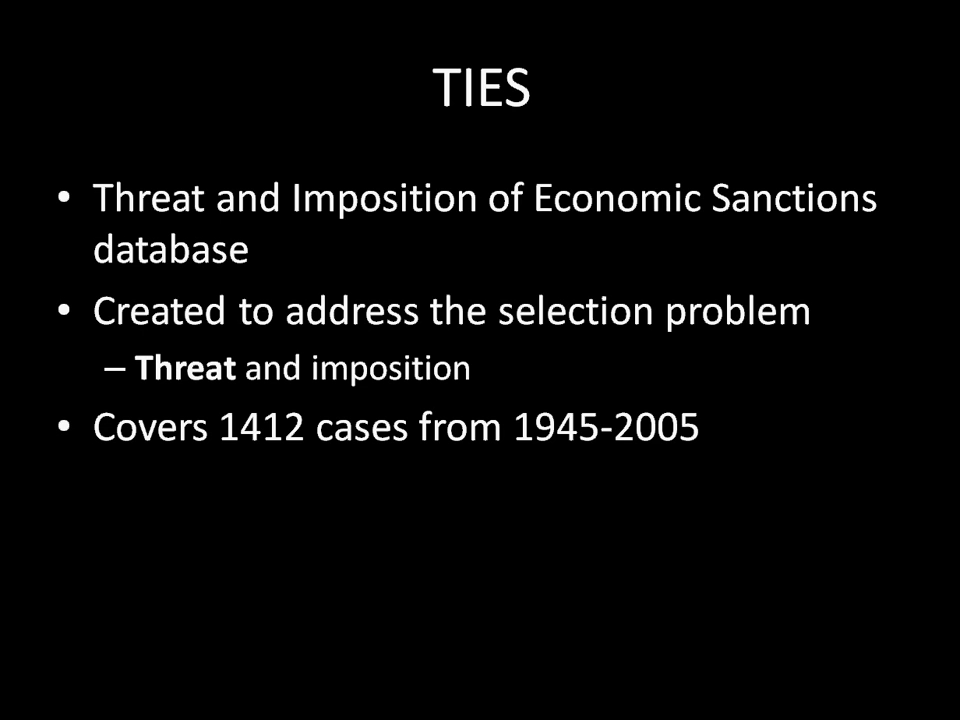 TIES
• Threat and Imposition of Economic Sanctions
database
• Created to address the selection problem
– Threat and imposition
• Covers 1412 cases from 1945-2005